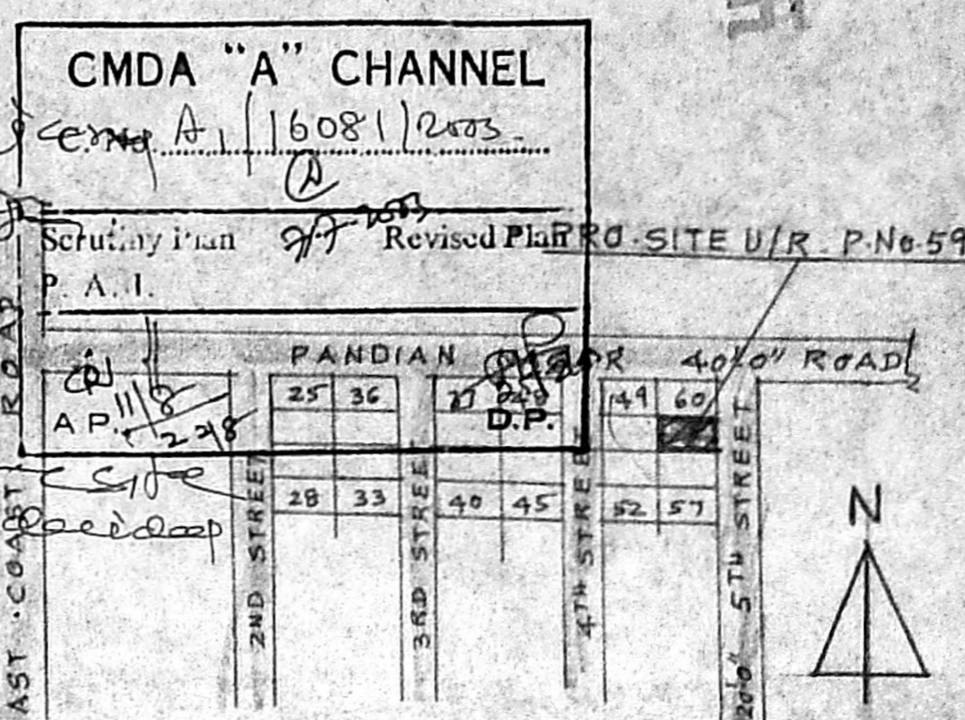 CMDA "A" CHANNEL
A1 / 16081 / 2003
Scrutiny Plan Revised Plan
P. A. I.
PRO.SITE U/R. P.No.59
PANDIAN 40'0" ROAD
25 36
49 60
A.P. D.P.
28 33
40 45
52 57
AST.COAST ROAD
2ND STREET
3RD STREET
4TH STREET
20'0" 5TH STREET
N